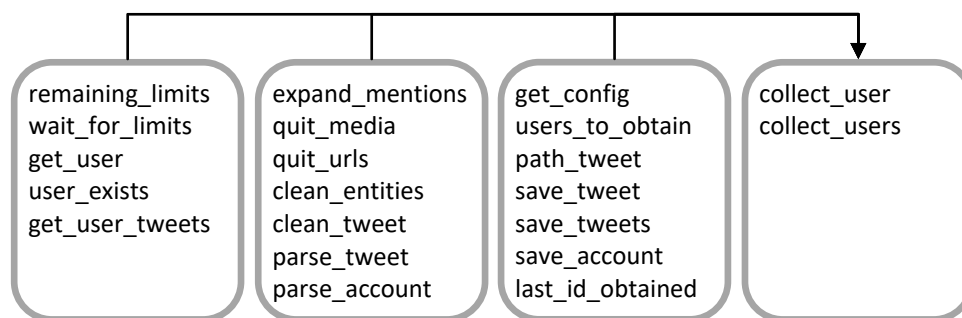 remaining_limits
wait_for_limits
get_user
user_exists
get_user_tweets
expand_mentions
quit_media
quit_urls
clean_entities
clean_tweet
parse_tweet
parse_account
get_config
users_to_obtain
path_tweet
save_tweet
save_tweets
save_account
last_id_obtained
collect_user
collect_users